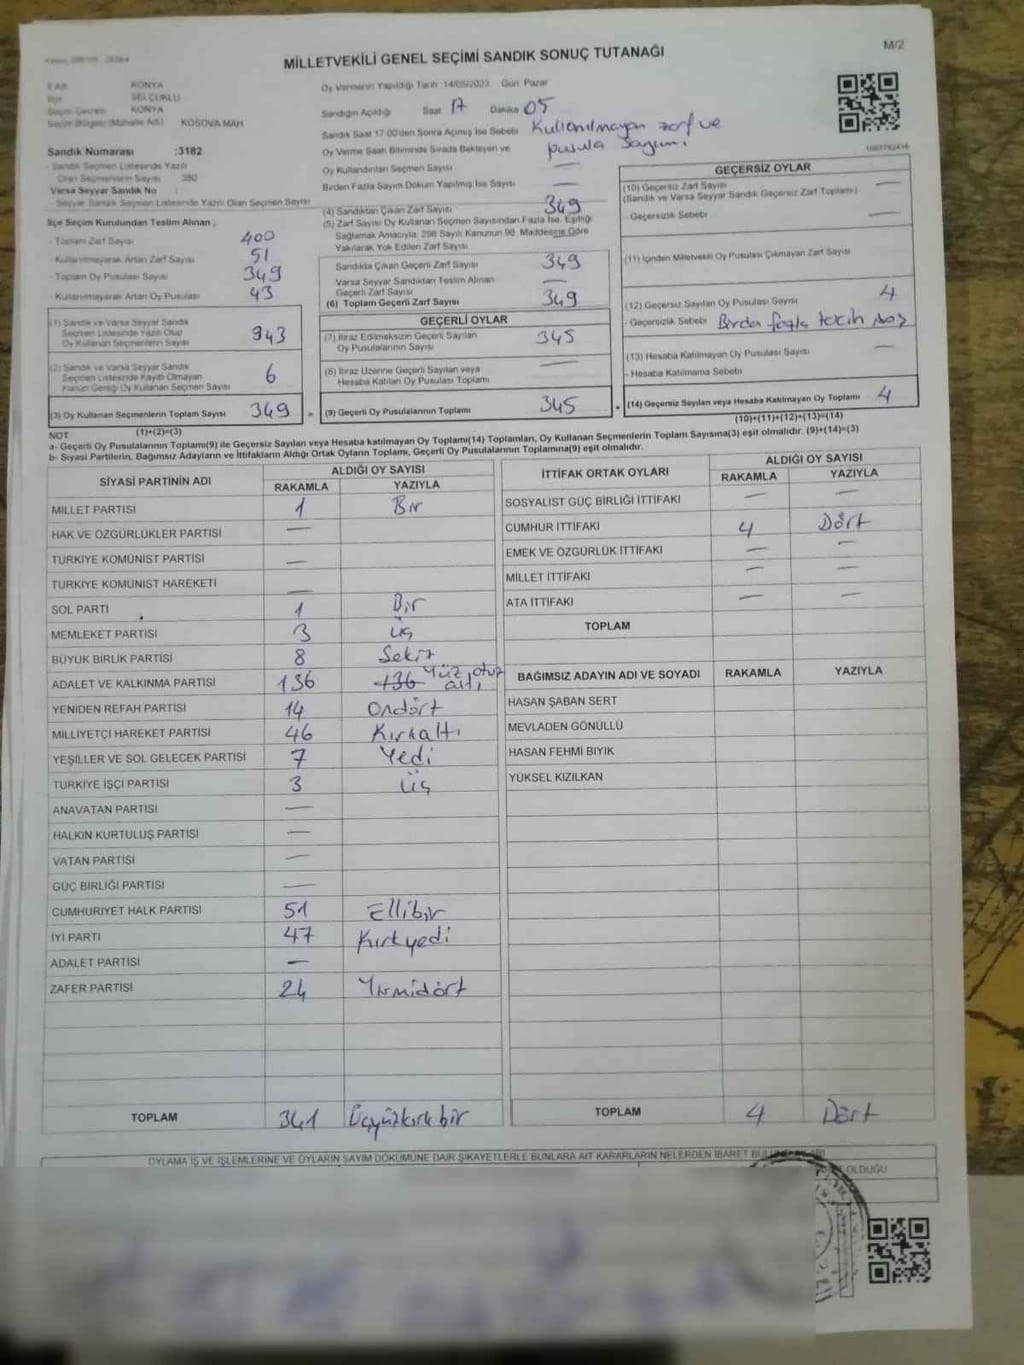 MİLLETVEKİLİ GENEL SEÇİMİ SANDIK SONUÇ TUTANAĞI
M/2
İl Adı KONYA
İlçe SELÇUKLU
Seçim Çevresi KONYA
Seçim Bölgesi (Mahalle Adı) KOSOVA MAH
Sandık Numarası :3182
- Sandık Seçmen Listesinde Yazılı
Olan Seçmenlerin Sayısı 380
Varsa Seyyar Sandık No :
- Seyyar Sandık Seçmen Listesinde Yazılı Olan Seçmen Sayısı
İlçe Seçim Kurulundan Teslim Alınan ;
- Toplam Zarf Sayısı 400
- Kullanılmayarak Artan Zarf Sayısı 51
- Toplam Oy Pusulası Sayısı 349
- Kullanılmayarak Artan Oy Pusulası 43
(1) Sandık ve Varsa Seyyar Sandık
Seçmen Listesinde Yazılı Olup
Oy Kullanan Seçmenlerin Sayısı 343
(2) Sandık ve Varsa Seyyar Sandık
Seçmen Listesinde Kayıtlı Olmayan
Kanun Gereği Oy Kullanan Seçmen Sayısı 6
(3) Oy Kullanan Seçmenlerin Toplam Sayısı 349
(1)+(2)=(3)
Oy Vermenin Yapıldığı Tarih :14/05/2023 Gün: Pazar
Sandığın Açıldığı Saat 17 Dakika 05
Sandık Saat 17:00'den Sonra Açılmış İse Sebebi Kullanılmayan zarf ve
pusula sayımı
Oy Verme Saati Bitiminde Sırada Bekleyen ve
Oy Kullandırılan Seçmen Sayısı —
Birden Fazla Sayım Döküm Yapılmış İse Sayısı —
(4) Sandıktan Çıkan Zarf Sayısı 349
(5) Zarf Sayısı Oy Kullanan Seçmen Sayısından Fazla İse, Eşitliği
Sağlamak Amacıyla; 298 Sayılı Kanunun 98. Maddesine Göre
Yakılarak Yok Edilen Zarf Sayısı
Sandıkta Çıkan Geçerli Zarf Sayısı 349
Varsa Seyyar Sandıktan Teslim Alınan
Geçerli Zarf Sayısı —
(6) Toplam Geçerli Zarf Sayısı 349
GEÇERLİ OYLAR
(7) İtiraz Edilmeksizin Geçerli Sayılan
Oy Pusulalarının Sayısı 345
(8) İtiraz Üzerine Geçerli Sayılan veya
Hesaba Katılan Oy Pusulası Toplamı —
= (9) Geçerli Oy Pusulalarının Toplamı 345
GEÇERSİZ OYLAR
(10) Geçersiz Zarf Sayısı —
(Sandık ve Varsa Seyyar Sandık Geçersiz Zarf Toplamı)
- Geçersizlik Sebebi —
(11) İçinden Milletvekili Oy Pusulası Çıkmayan Zarf Sayısı
(12) Geçersiz Sayılan Oy Pusulası Sayısı 4
- Geçersizlik Sebebi Birden fazla tercih
(13) Hesaba Katılmayan Oy Pusulası Sayısı —
- Hesaba Katılmama Sebebi
+ (14) Geçersiz Sayılan veya Hesaba Katılmayan Oy Toplamı 4
(10)+(11)+(12)+(13)=(14)
NOT
a- Geçerli Oy Pusulalarının Toplamı(9) ile Geçersiz Sayılan veya Hesaba katılmayan Oy Toplamı(14) Toplamları, Oy Kullanan Seçmenlerin Toplam Sayısına(3) eşit olmalıdır. (9)+(14)=(3)
b- Siyasi Partilerin, Bağımsız Adayların ve İttifakların Aldığı Ortak Oyların Toplamı, Geçerli Oy Pusulalarının Toplamına(9) eşit olmalıdır.
SİYASİ PARTİNİN ADI ALDIĞI OY SAYISI
RAKAMLA YAZIYLA
MİLLET PARTİSİ 1 Bir
HAK VE ÖZGÜRLÜKLER PARTİSİ —
TÜRKİYE KOMÜNİST PARTİSİ —
TÜRKİYE KOMÜNİST HAREKETİ —
SOL PARTİ 1 Bir
MEMLEKET PARTİSİ 3 Üç
BÜYÜK BİRLİK PARTİSİ 8 Sekiz
ADALET VE KALKINMA PARTİSİ 136 136 Yüz otuz altı
YENİDEN REFAH PARTİSİ 14 Ondört
MİLLİYETÇİ HAREKET PARTİSİ 46 Kırkaltı
YEŞİLLER VE SOL GELECEK PARTİSİ 7 Yedi
TÜRKİYE İŞÇİ PARTİSİ 3 Üç
ANAVATAN PARTİSİ —
HALKIN KURTULUŞ PARTİSİ —
VATAN PARTİSİ —
GÜÇ BİRLİĞİ PARTİSİ —
CUMHURİYET HALK PARTİSİ 51 Ellibir
İYİ PARTİ 47 Kırkyedi
ADALET PARTİSİ —
ZAFER PARTİSİ 24 Yirmidört
TOPLAM 341 Üçyüzkırkbir
İTTİFAK ORTAK OYLARI ALDIĞI OY SAYISI
RAKAMLA YAZIYLA
SOSYALİST GÜÇ BİRLİĞİ İTTİFAKI — —
CUMHUR İTTİFAKI 4 Dört
EMEK VE ÖZGÜRLÜK İTTİFAKI — —
MİLLET İTTİFAKI — —
ATA İTTİFAKI — —
TOPLAM
BAĞIMSIZ ADAYIN ADI VE SOYADI RAKAMLA YAZIYLA
HASAN ŞABAN SERT
MEVLADEN GÖNÜLLÜ
HASAN FEHMİ BIYIK
YÜKSEL KIZILKAN
TOPLAM 4 Dört
OYLAMA İŞ VE İŞLEMLERİNE VE OYLARIN SAYIM DÖKÜMÜNE DAİR ŞİKAYETLERLE BUNLARA AİT KARARLARIN NELERDEN İBARET
OLDUĞU